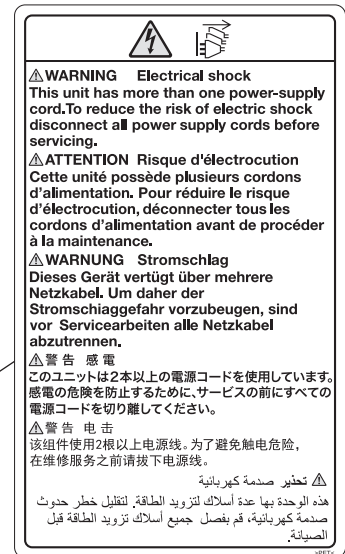 ⚠WARNING Electrical shock
This unit has more than one power-supply
cord.To reduce the risk of electric shock
disconnect all power supply cords before
servicing.
⚠ATTENTION Risque d'électrocution
Cette unité possède plusieurs cordons
d'alimentation. Pour réduire le risque
d'électrocution, déconnecter tous les
cordons d'alimentation avant de procéder
à la maintenance.
⚠WARNUNG Stromschlag
Dieses Gerät vertügt über mehrere
Netzkabel. Um daher der
Stromschiaggefahr vorzubeugen, sind
vor Servicearbeiten alle Netzkabel
abzutrennen.
⚠警告 感電
このユニットは2本以上の電源コードを使用しています。
感電の危険を防止するために、サービスの前にすべての
電源コードを切り離してください。
⚠警告 电击
该组件使用2根以上电源线。为了避免触电危险,
在维修服务之前请拔下电源线。
⚠ تحذير صدمة كهربائية
هذه الوحدة بها عدة أسلاك لتزويد الطاقة. لتقليل خطر حدوث
صدمة كهربائية، قم بفصل جميع أسلاك تزويد الطاقة قبل
الصيانة.
>PET<